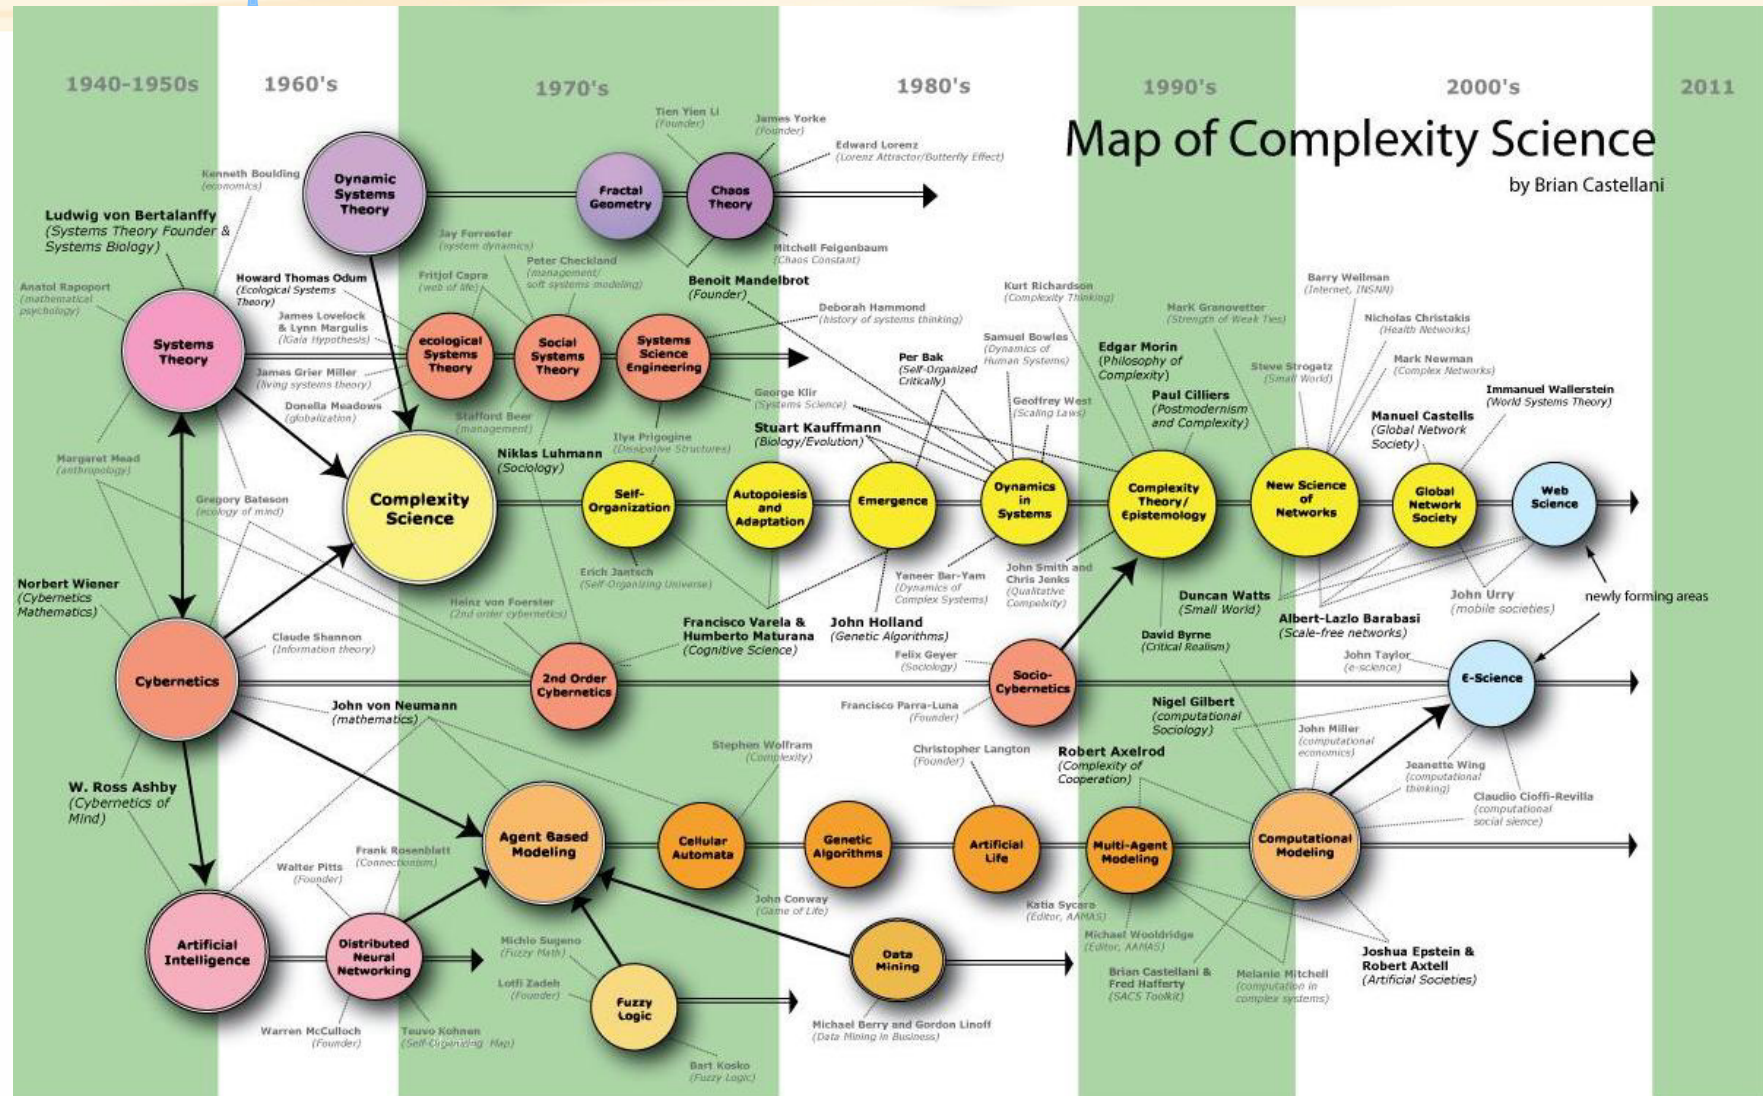 1940-1950s
1960's
1970's
1980's
1990's
2000's
2011
Map of Complexity Science
by Brian Castellani
Tien Yien Li
(Founder)
James Yorke
(Founder)
Edward Lorenz
(Lorenz Attractor/Butterfly Effect)
Kenneth Boulding
(economics)
Dynamic
Systems
Theory
Fractal
Geometry
Chaos
Theory
Ludwig von Bertalanffy
(Systems Theory Founder &
Systems Biology)
Jay Forrester
(system dynamics)
Mitchell Feigenbaum
(Chaos Constant)
Peter Checkland
(management/
soft systems modeling)
Anatol Rapoport
(mathematical
psychology)
Howard Thomas Odum
(Ecological Systems
Theory)
Fritjof Capra
(web of life)
Benoit Mandelbrot
(Founder)
James Lovelock
& Lynn Margulis
(Gaia Hypothesis)
Deborah Hammond
(history of systems thinking)
Kurt Richardson
(Complexity Thinking)
Mark Granovetter
(Strength of Weak Ties)
Barry Wellman
(Internet, INSNN)
Nicholas Christakis
(Health Networks)
Systems
Theory
ecological
Systems
Theory
Social
Systems
Theory
Systems
Science
Engineering
Samuel Bowles
(Dynamics of
Human Systems)
Edgar Morin
(Philosophy of
Complexity)
Per Bak
(Self-Organized
Critically)
Steve Strogatz
(Small World)
Mark Newman
(Complex Networks)
James Grier Miller
(living systems theory)
Donella Meadows
(globalization)
Stafford Beer
(management)
George Klir
(Systems Science)
Geoffrey West
(Scaling Laws)
Paul Cilliers
(Postmodernism
and Complexity)
Immanuel Wallerstein
(World Systems Theory)
Manuel Castells
(Global Network
Society)
Stuart Kauffmann
(Biology/Evolution)
Ilya Prigogine
(Dissipative Structures)
Niklas Luhmann
(Sociology)
Margaret Mead
(anthropology)
Gregory Bateson
(ecology of mind)
Complexity
Science
Self-
Organization
Autopoiesis
and
Adaptation
Emergence
Dynamics
in
Systems
Complexity
Theory/
Epistemology
New Science
of
Networks
Global
Network
Society
Web
Science
Erich Jantsch
(Self-Organizing Universe)
Yaneer Bar-Yam
(Dynamics of
Complex Systems)
John Smith and
Chris Jenks
(Qualitative
Compelxity)
Norbert Wiener
(Cybernetics
Mathematics)
Heinz von Foerster
(2nd order cybernetics)
Duncan Watts
(Small World)
John Urry
(mobile societies)
newly forming areas
Claude Shannon
(Information theory)
Francisco Varela &
Humberto Maturana
(Cognitive Science)
John Holland
(Genetic Algorithms)
David Byrne
(Critical Realism)
Albert-Lazlo Barabasi
(Scale-free networks)
Felix Geyer
(Sociology)
John Taylor
(e-science)
Cybernetics
2nd Order
Cybernetics
Socio-
Cybernetics
E-Science
John von Neumann
(mathematics)
Francisco Parra-Luna
(Founder)
Nigel Gilbert
(computational
Sociology)
Stephen Wolfram
(Complexity)
Christopher Langton
(Founder)
Robert Axelrod
(Complexity of
Cooperation)
John Miller
(computational
economics)
Jeanette Wing
(computational
thinking)
W. Ross Ashby
(Cybernetics of
Mind)
Claudio Cioffi-Revilla
(computational
social sience)
Agent Based
Modeling
Cellular
Automata
Genetic
Algorithms
Artificial
Life
Multi-Agent
Modeling
Computational
Modeling
Frank Rosenblatt
(Connectionism)
Walter Pitts
(Founder)
John Conway
(Game of Life)
Katia Sycara
(Editor, AAMAS)
Michael Wooldridge
(Editor, AAMAS)
Artificial
Intelligence
Distributed
Neural
Networking
Michio Sugeno
(Fuzzy Math)
Data
Mining
Joshua Epstein &
Robert Axtell
(Artificial Societies)
Brian Castellani &
Fred Hafferty
(SACS Toolkit)
Melanie Mitchell
(computation in
complex systems)
Lotfi Zadeh
(Founder)
Fuzzy
Logic
Warren McCulloch
(Founder)
Teuvo Kohnen
(Self-Organizing Map)
Michael Berry and Gordon Linoff
(Data Mining in Business)
Bart Kosko
(Fuzzy Logic)